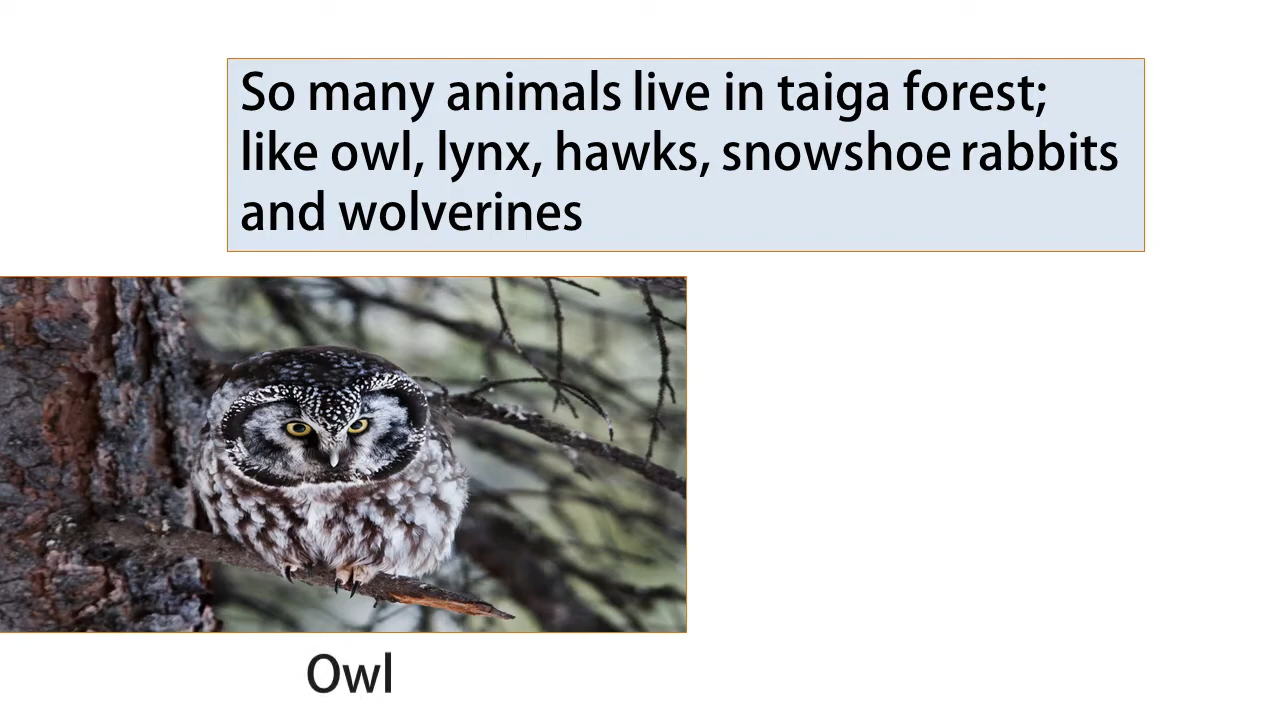 So many animals live in taiga forest;
like owl, lynx, hawks, snowshoe rabbits
and wolverines
Owl